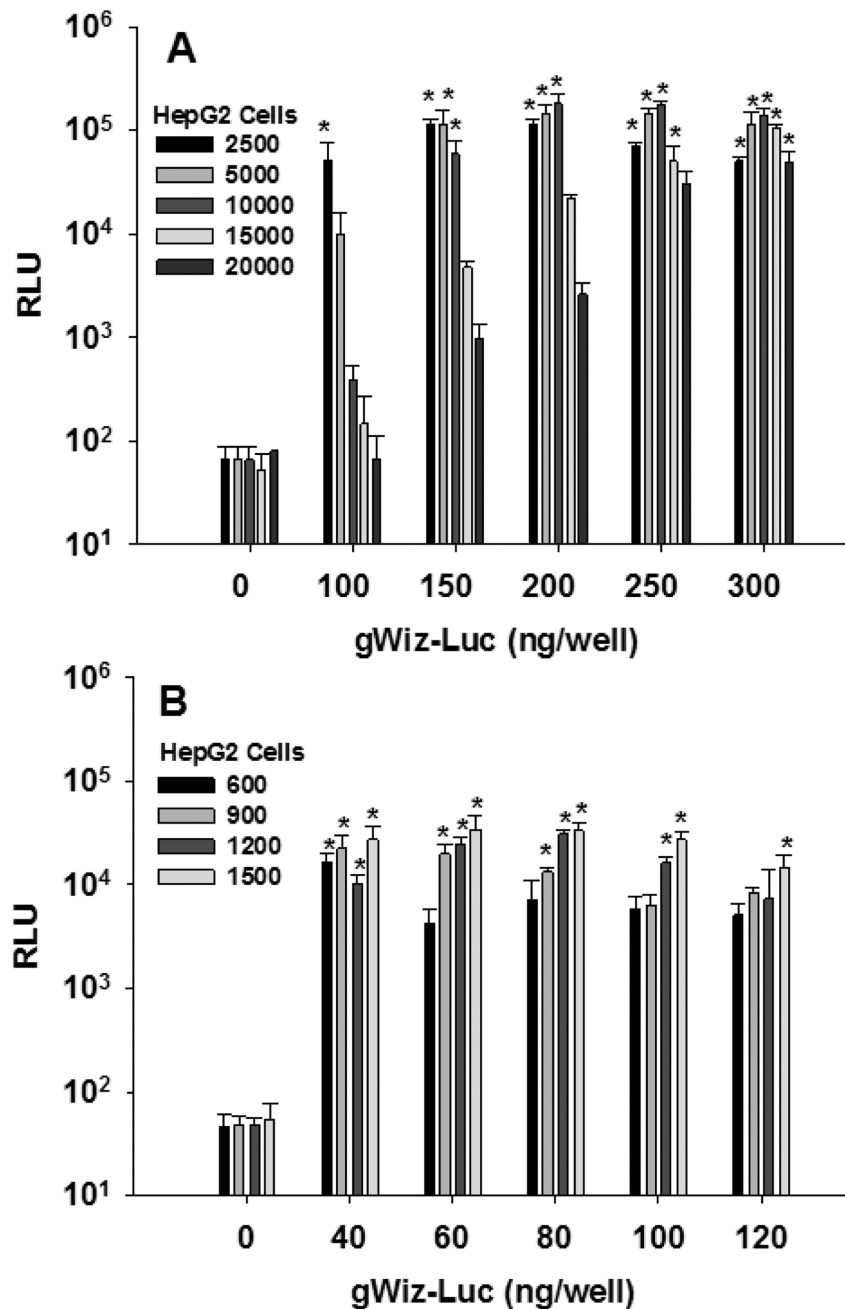 A
HepG2 Cells
2500
5000
10000
15000
20000
RLU
10⁶
10⁵
10⁴
10³
10²
10¹
* * * * * * * * * * * * * * * * *
0 100 150 200 250 300
gWiz-Luc (ng/well)
B
HepG2 Cells
600
900
1200
1500
RLU
10⁶
10⁵
10⁴
10³
10²
10¹
* * * * * * * * * * * * *
0 40 60 80 100 120
gWiz-Luc (ng/well)